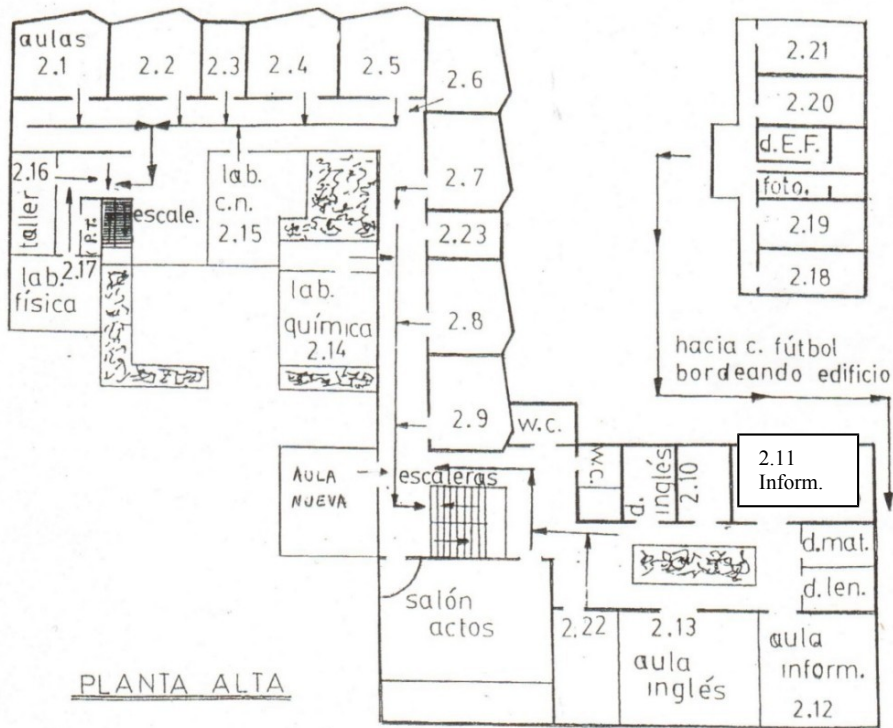 aulas
2.1
2.2
2.3
2.4
2.5
2.6
2.7
2.23
2.8
2.9
2.16
taller
P.T.
escale.
lab.
c.n.
2.15
2.17
lab.
física
lab.
química
2.14
AULA
NUEVA
escaleras
w.c.
w.c.
d.
inglés
2.10
2.11
Inform.
d.mat.
d.len.
salón
actos
2.22
2.13
aula
inglés
aula
inform.
2.12
2.21
2.20
d.E.F.
foto.
2.19
2.18
hacia c. fútbol
bordeando edificio
PLANTA ALTA